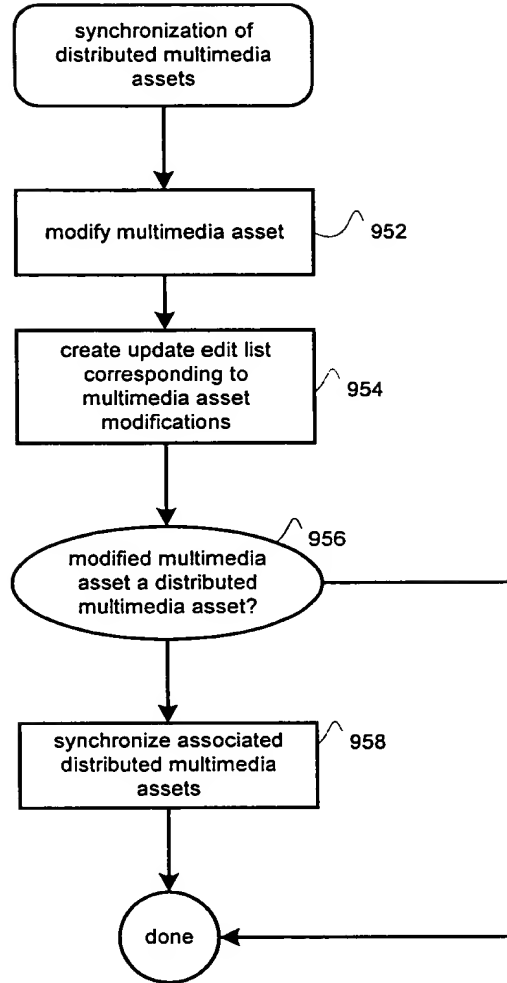 synchronization of
distributed multimedia
assets
modify multimedia asset
952
create update edit list
corresponding to
multimedia asset
modifications
954
956
modified multimedia
asset a distributed
multimedia asset?
synchronize associated
distributed multimedia
assets
958
done